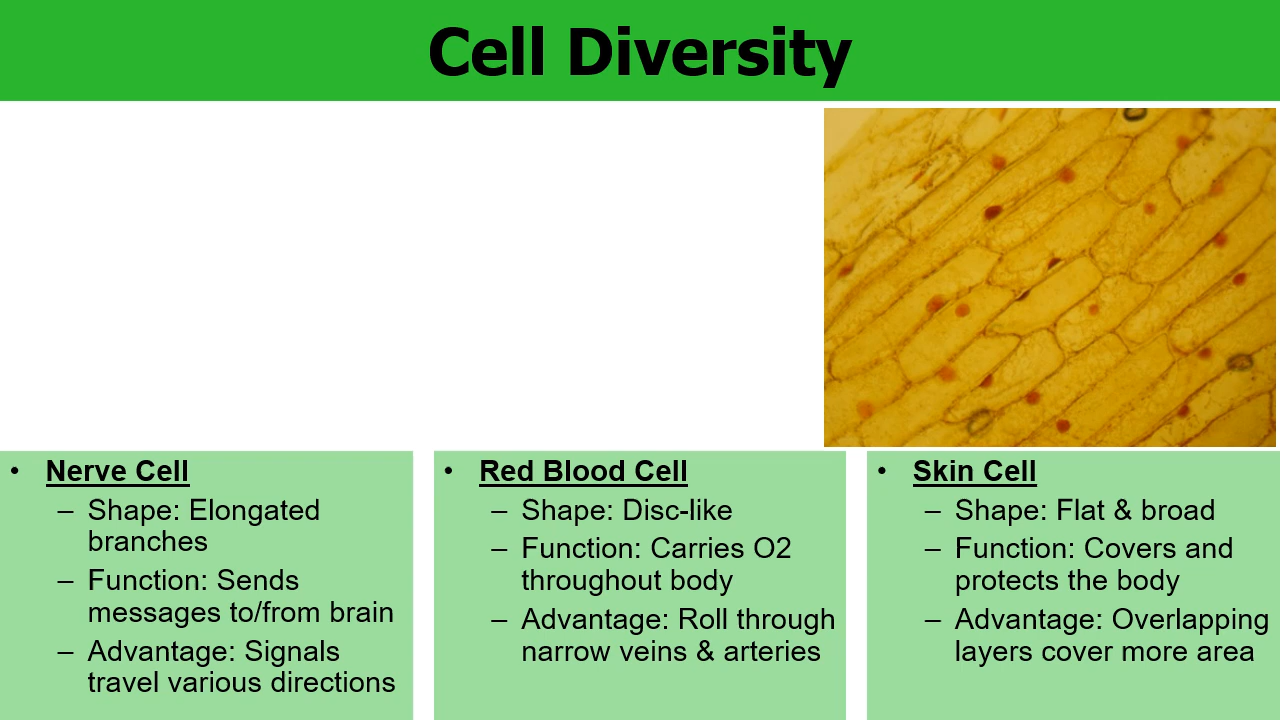 Cell Diversity
• Nerve Cell
– Shape: Elongated
branches
– Function: Sends
messages to/from brain
– Advantage: Signals
travel various directions
• Red Blood Cell
– Shape: Disc-like
– Function: Carries O2
throughout body
– Advantage: Roll through
narrow veins & arteries
• Skin Cell
– Shape: Flat & broad
– Function: Covers and
protects the body
– Advantage: Overlapping
layers cover more area